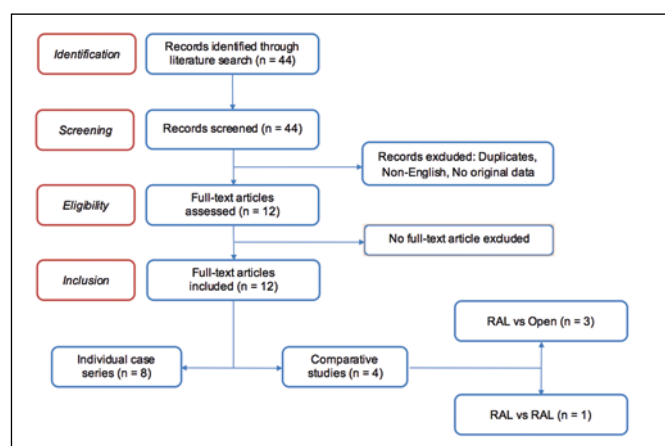 Identification
Records identified through
literature search (n = 44)
Screening
Records screened (n = 44)
Records excluded: Duplicates,
Non-English, No original data
Eligibility
Full-text articles
assessed (n = 12)
No full-text article excluded
Inclusion
Full-text articles
included (n = 12)
RAL vs Open (n = 3)
Individual case
series (n = 8)
Comparative
studies (n = 4)
RAL vs RAL (n = 1)